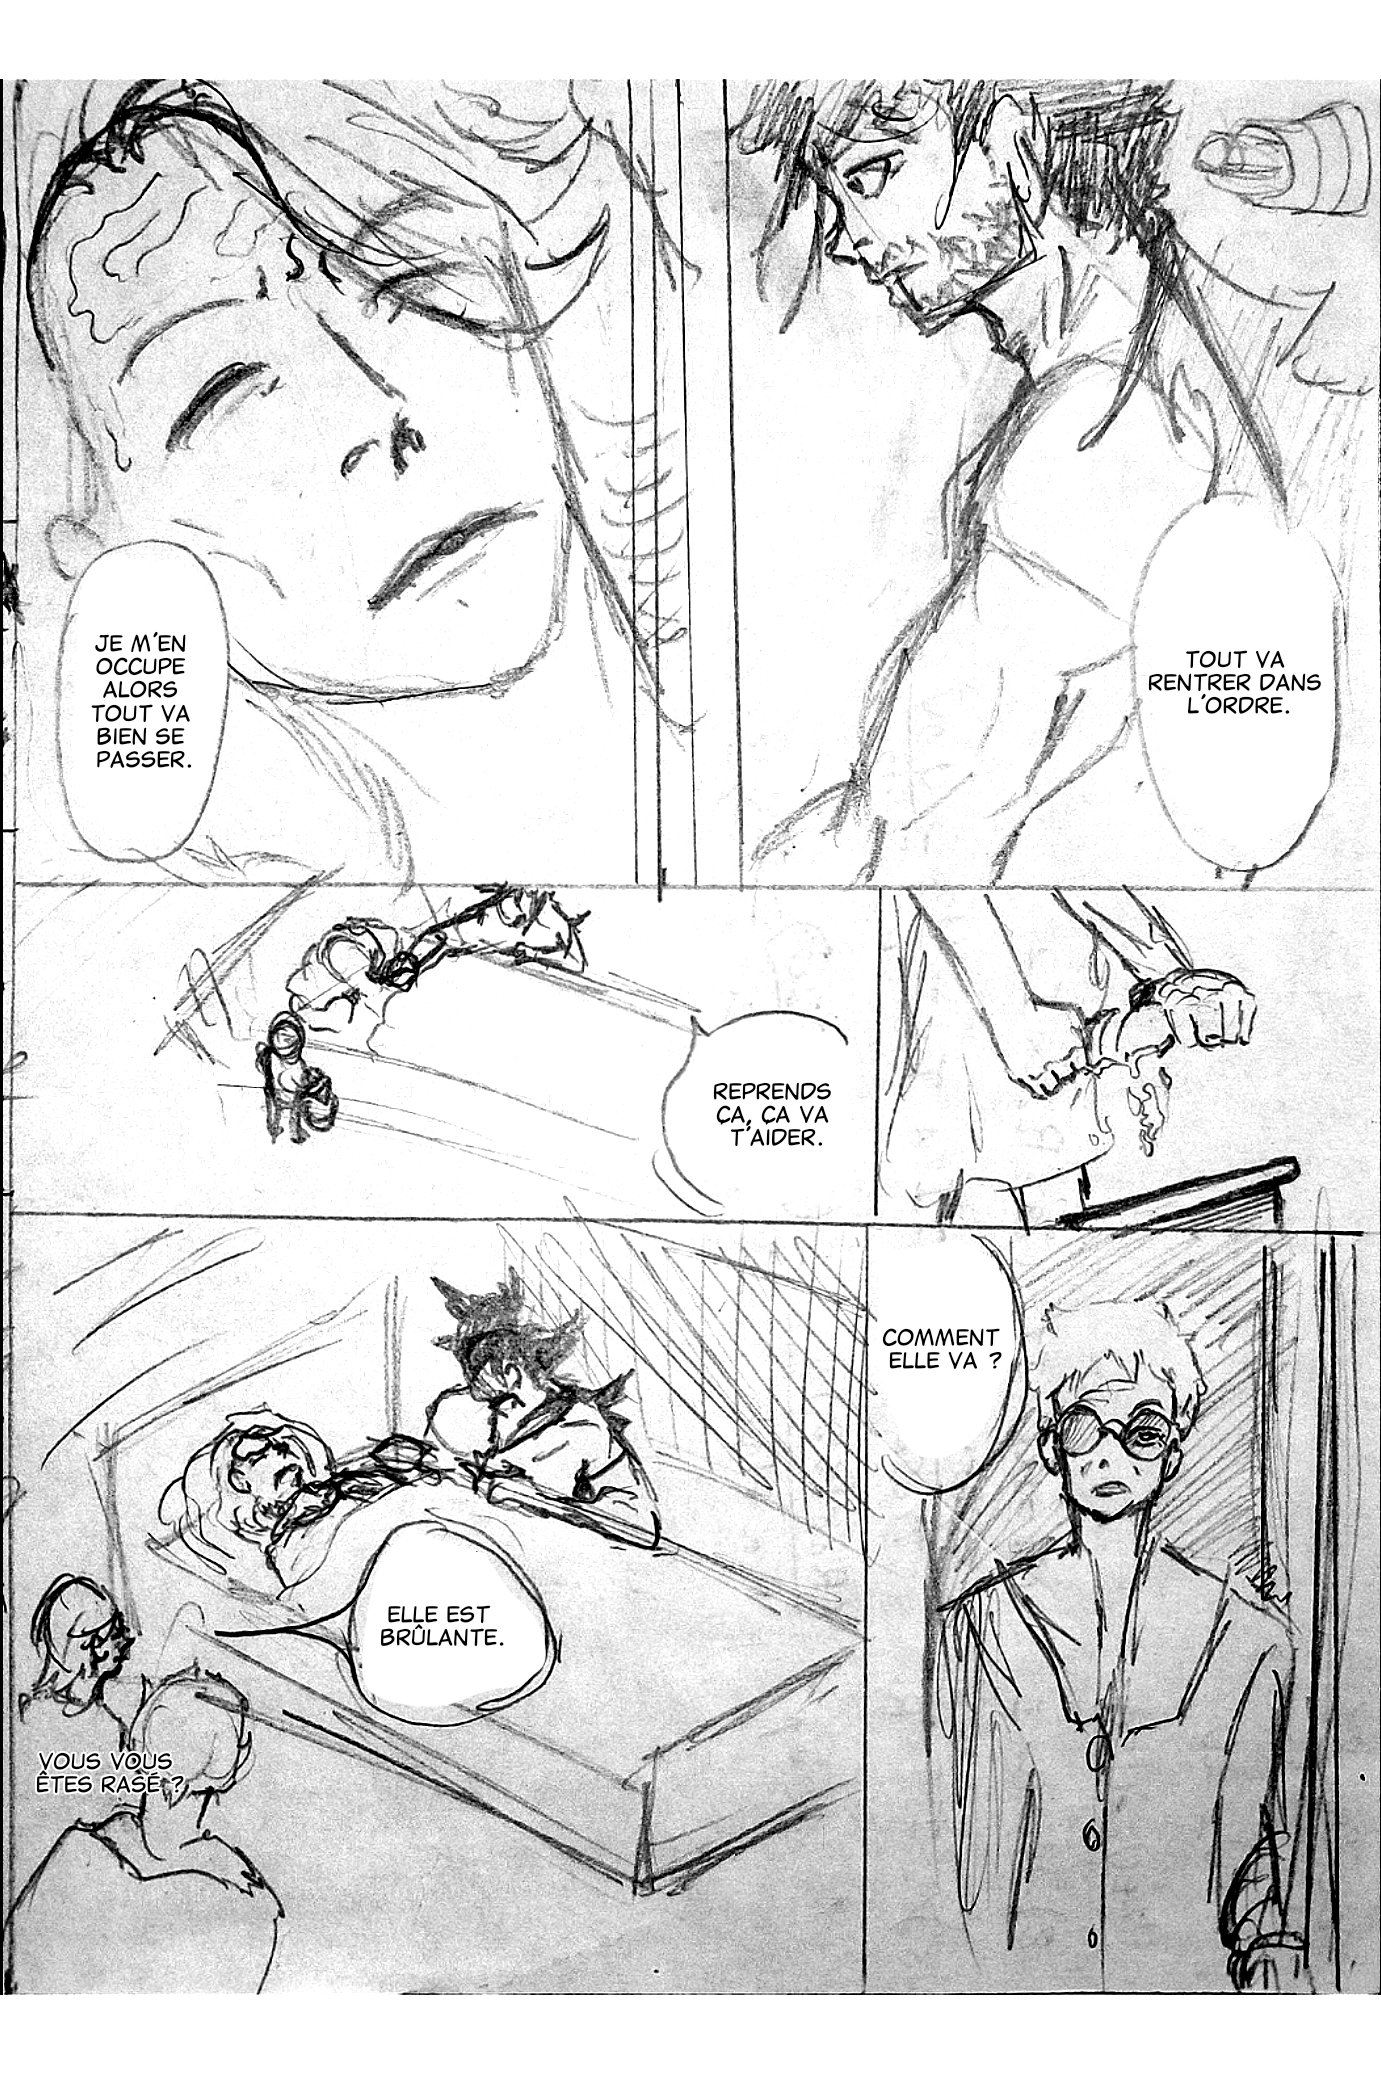 TOUT VA
RENTRER DANS
L'ORDRE.
JE M'EN
OCCUPE
ALORS
TOUT VA
BIEN SE
PASSER.
REPRENDS
ÇA, ÇA VA
T'AIDER.
COMMENT
ELLE VA ?
ELLE EST
BRÛLANTE.
VOUS VOUS
ÊTES RASÉ ?